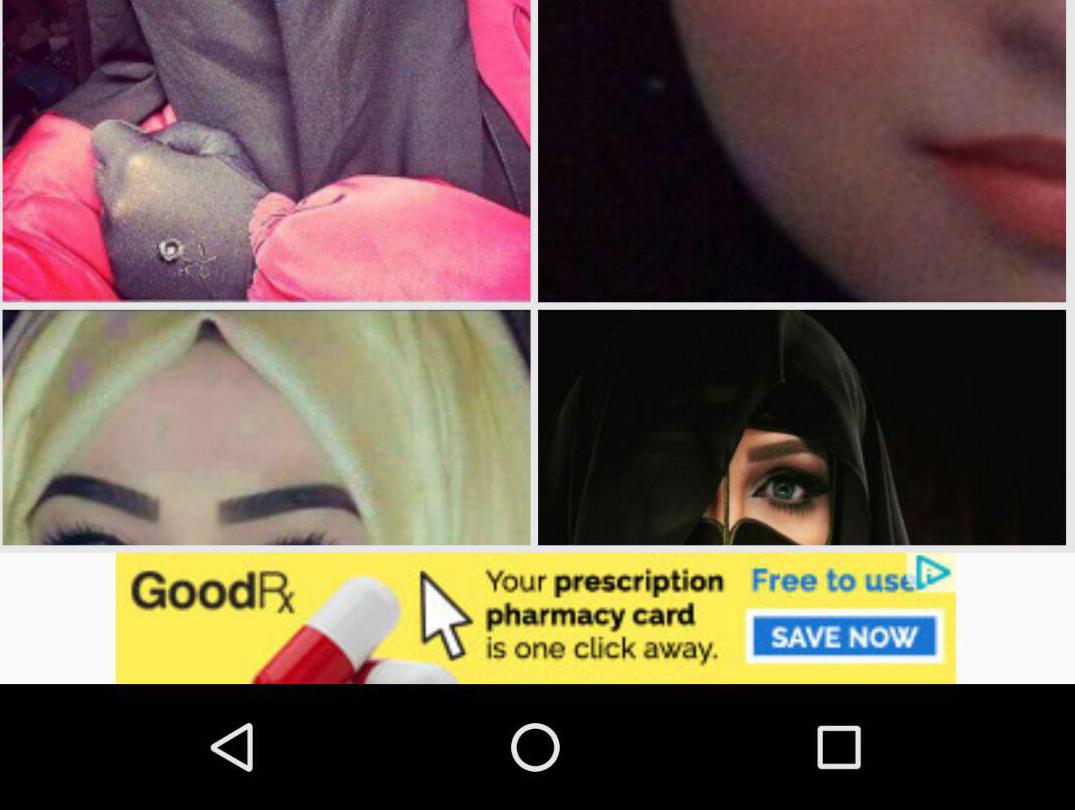 GoodRx
Your prescription
pharmacy card
is one click away.
Free to use
SAVE NOW